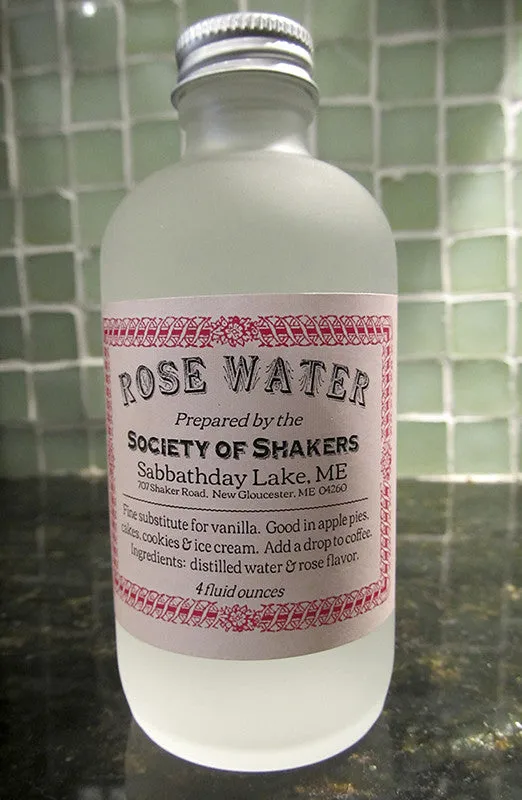 ROSE WATER
Prepared by the
SOCIETY OF SHAKERS
Sabbathday Lake, ME
707 Shaker Road, New Gloucester, ME 04260
Fine substitute for vanilla. Good in apple pies,
cakes, cookies & ice cream. Add a drop to coffee.
Ingredients: distilled water & rose flavor.
4 fluid ounces